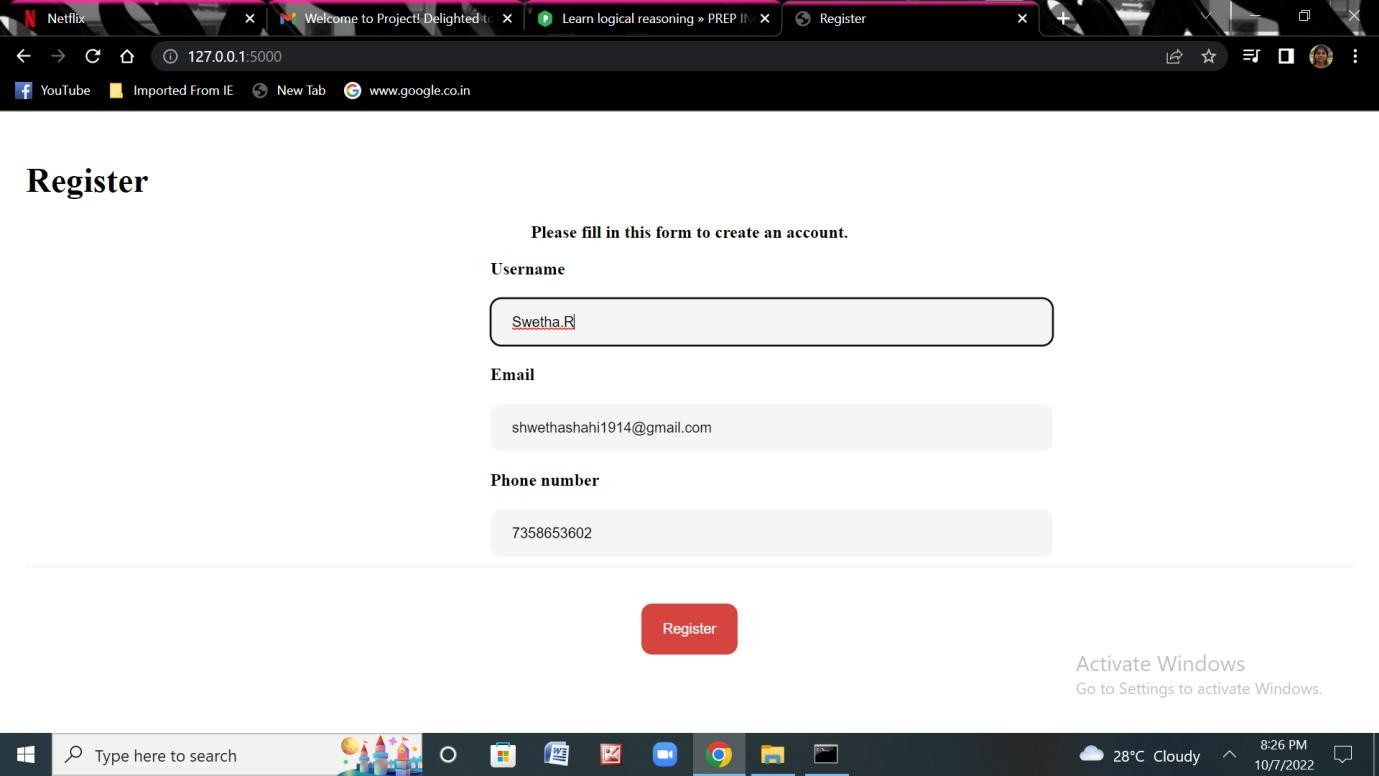 Netflix
Welcome to Project! Delighted to
Learn logical reasoning » PREP IN
Register
127.0.0.1:5000
YouTube
Imported From IE
New Tab
www.google.co.in
Register
Please fill in this form to create an account.
Username
Swetha.R
Email
shwethashahi1914@gmail.com
Phone number
7358653602
Register
Activate Windows
Go to Settings to activate Windows.
Type here to search
28°C Cloudy
8:26 PM
10/7/2022